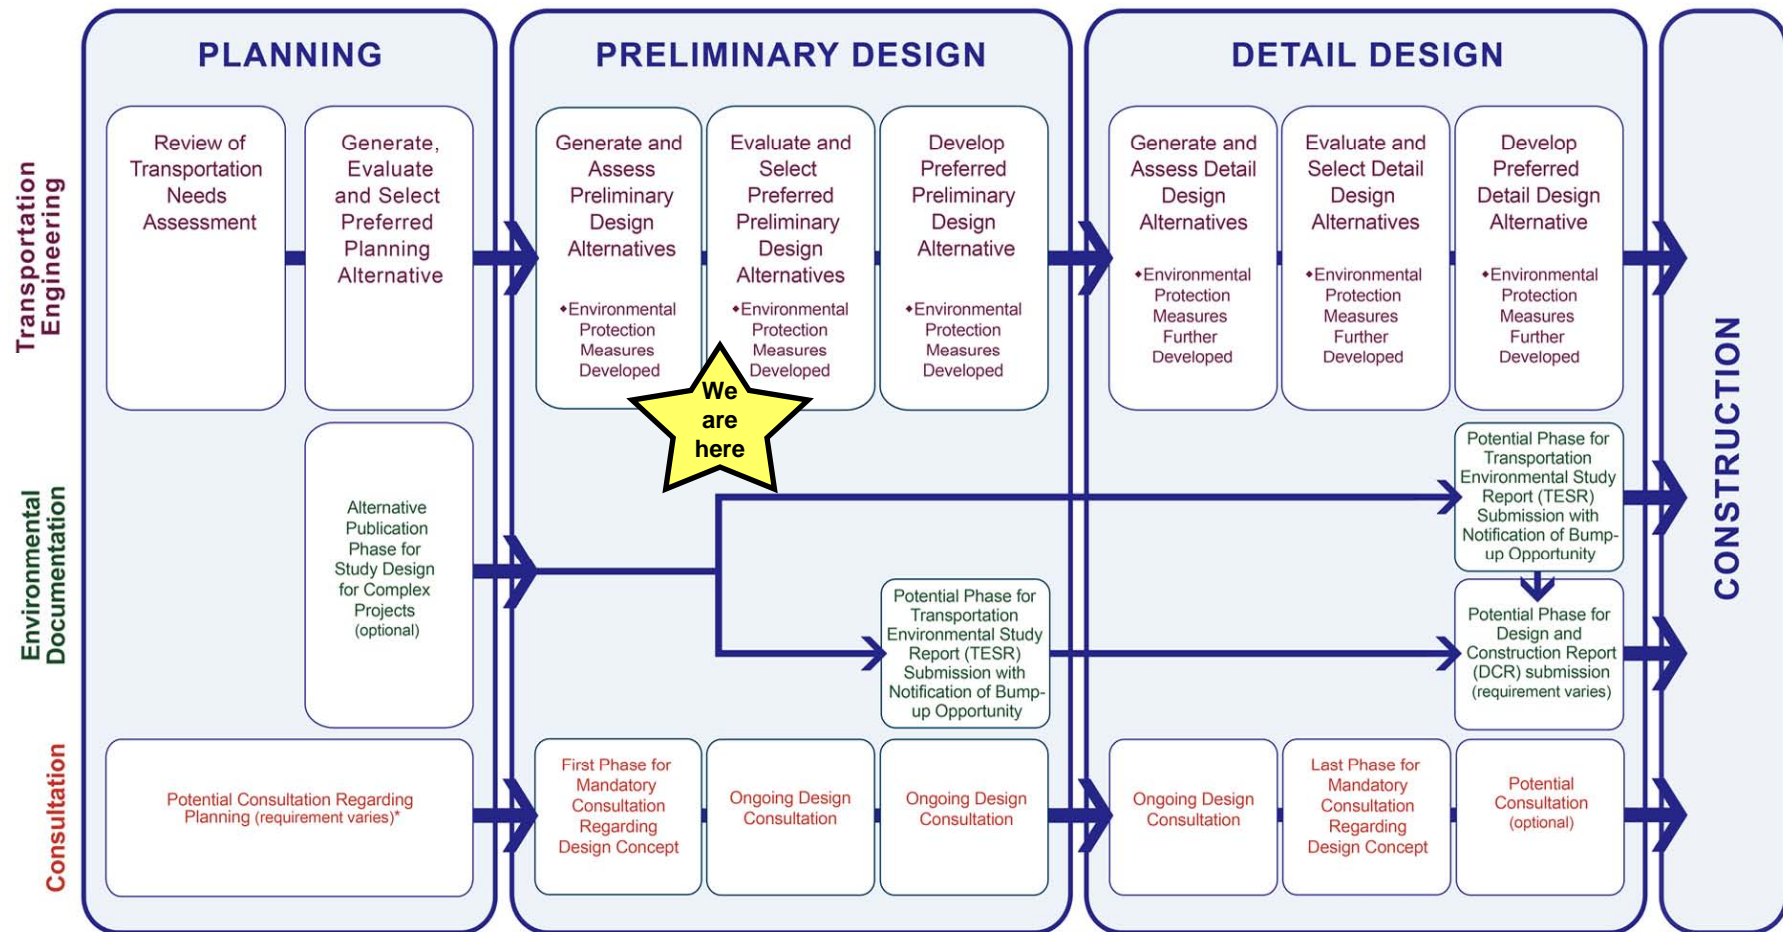 PLANNING
PRELIMINARY DESIGN
DETAIL DESIGN
CONSTRUCTION
Transportation
Engineering
Review of
Transportation
Needs
Assessment
Generate,
Evaluate
and Select
Preferred
Planning
Alternative
Generate and
Assess
Preliminary
Design
Alternatives
◆Environmental
Protection
Measures
Developed
Evaluate and
Select
Preferred
Preliminary
Design
Alternatives
◆Environmental
Protection
Measures
Developed
Develop
Preferred
Preliminary
Design
Alternative
◆Environmental
Protection
Measures
Developed
Generate and
Assess Detail
Design
Alternatives
◆Environmental
Protection
Measures
Further
Developed
Evaluate and
Select Detail
Design
Alternatives
◆Environmental
Protection
Measures
Further
Developed
Develop
Preferred
Detail Design
Alternative
◆Environmental
Protection
Measures
Further
Developed
We
are
here
Environmental
Documentation
Alternative
Publication
Phase for
Study Design
for Complex
Projects
(optional)
Potential Phase for
Transportation
Environmental Study
Report (TESR)
Submission with
Notification of Bump-
up Opportunity
Potential Phase for
Transportation
Environmental Study
Report (TESR)
Submission with
Notification of Bump-
up Opportunity
Potential Phase for
Design and
Construction Report
(DCR) submission
(requirement varies)
Consultation
Potential Consultation Regarding
Planning (requirement varies)*
First Phase for
Mandatory
Consultation
Regarding
Design Concept
Ongoing Design
Consultation
Ongoing Design
Consultation
Ongoing Design
Consultation
Last Phase for
Mandatory
Consultation
Regarding
Design Concept
Potential
Consultation
(optional)